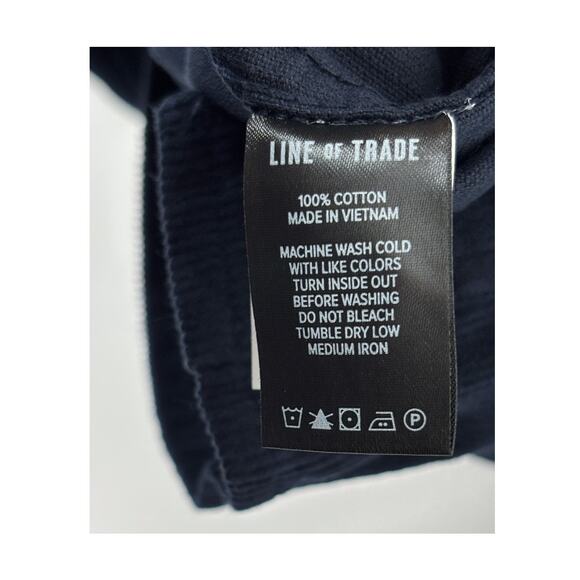 LINE OF TRADE
100% COTTON
MADE IN VIETNAM
MACHINE WASH COLD
WITH LIKE COLORS
TURN INSIDE OUT
BEFORE WASHING
DO NOT BLEACH
TUMBLE DRY LOW
MEDIUM IRON
P